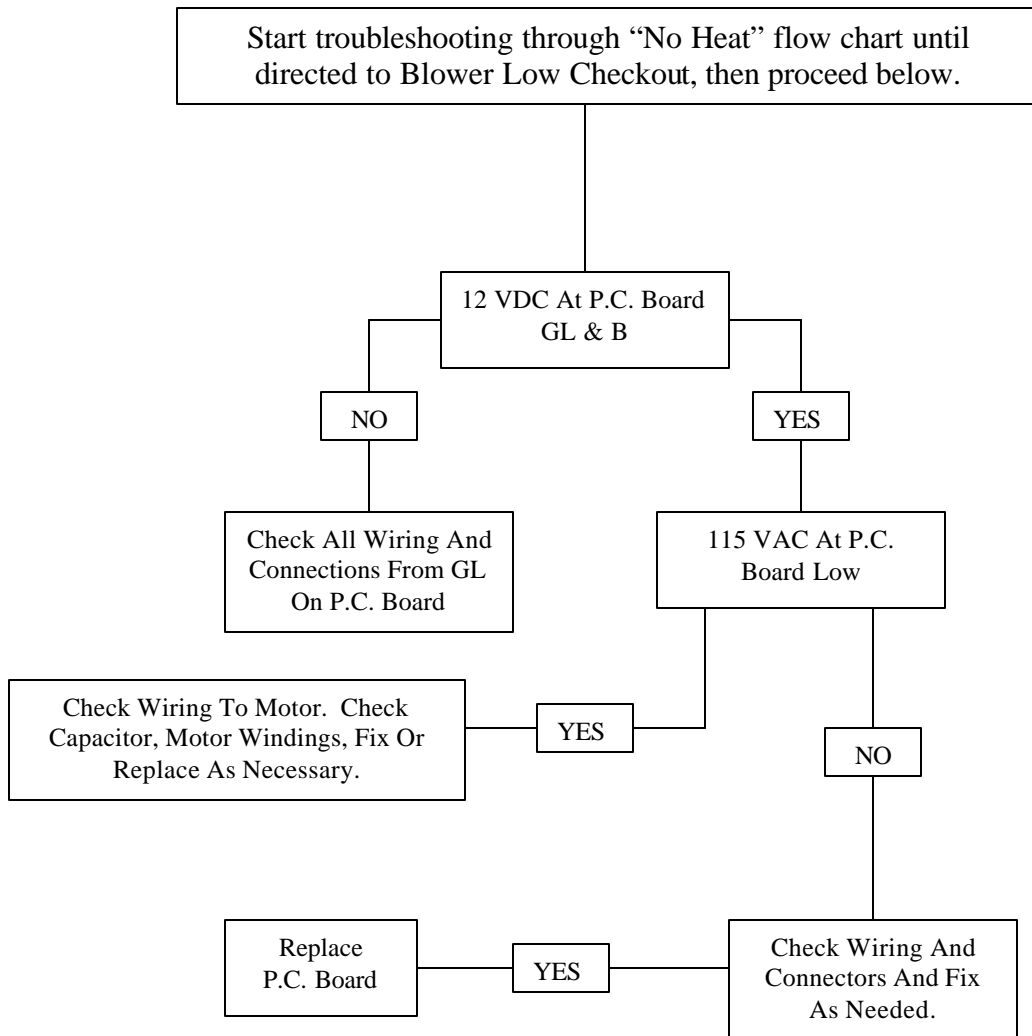 Start troubleshooting through “No Heat” flow chart until
directed to Blower Low Checkout, then proceed below.
12 VDC At P.C. Board
GL & B
NO
YES
Check All Wiring And
Connections From GL
On P.C. Board
115 VAC At P.C.
Board Low
Check Wiring To Motor. Check
Capacitor, Motor Windings, Fix Or
Replace As Necessary.
YES
NO
Replace
P.C. Board
YES
Check Wiring And
Connectors And Fix
As Needed.